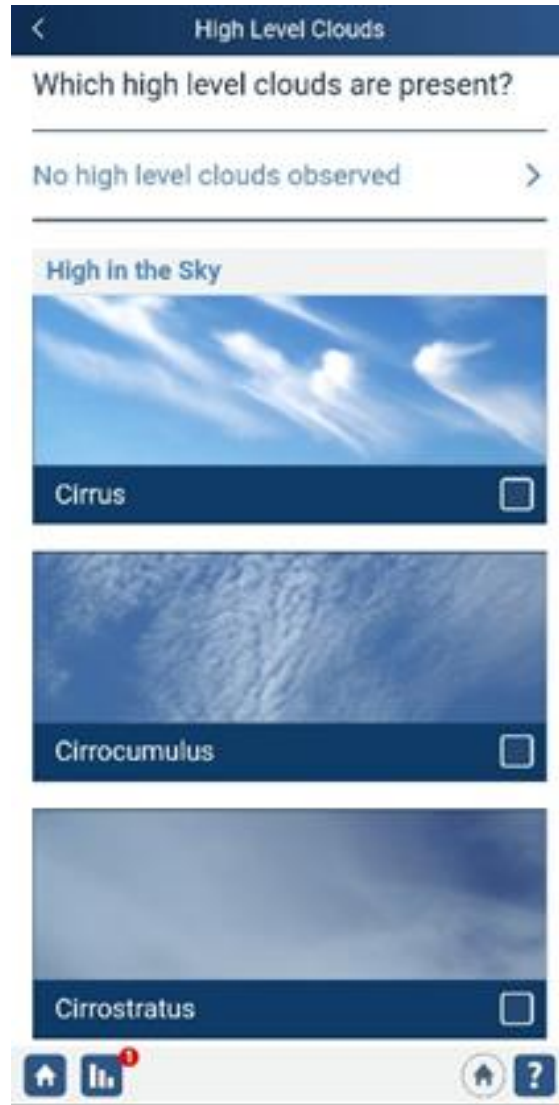 High Level Clouds
Which high level clouds are present?
No high level clouds observed
High in the Sky
Cirrus
Cirrocumulus
Cirrostratus
1
?